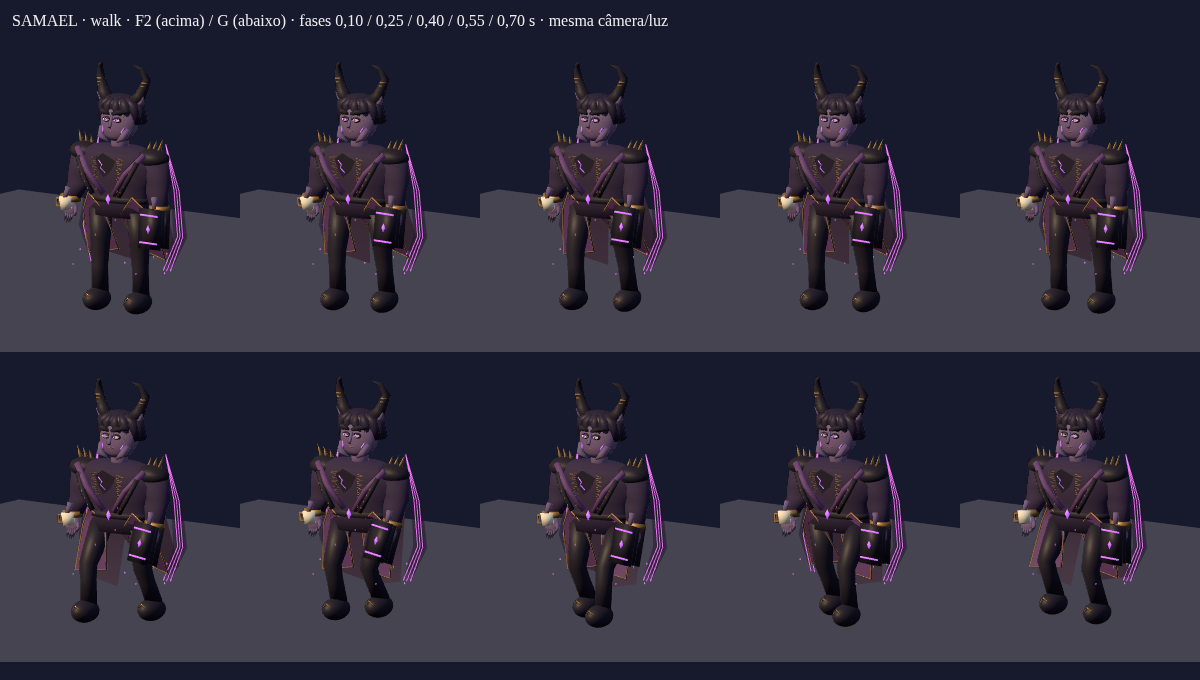 SAMAEL · walk · F2 (acima) / G (abaixo) · fases 0,10 / 0,25 / 0,40 / 0,55 / 0,70 s · mesma câmera/luz